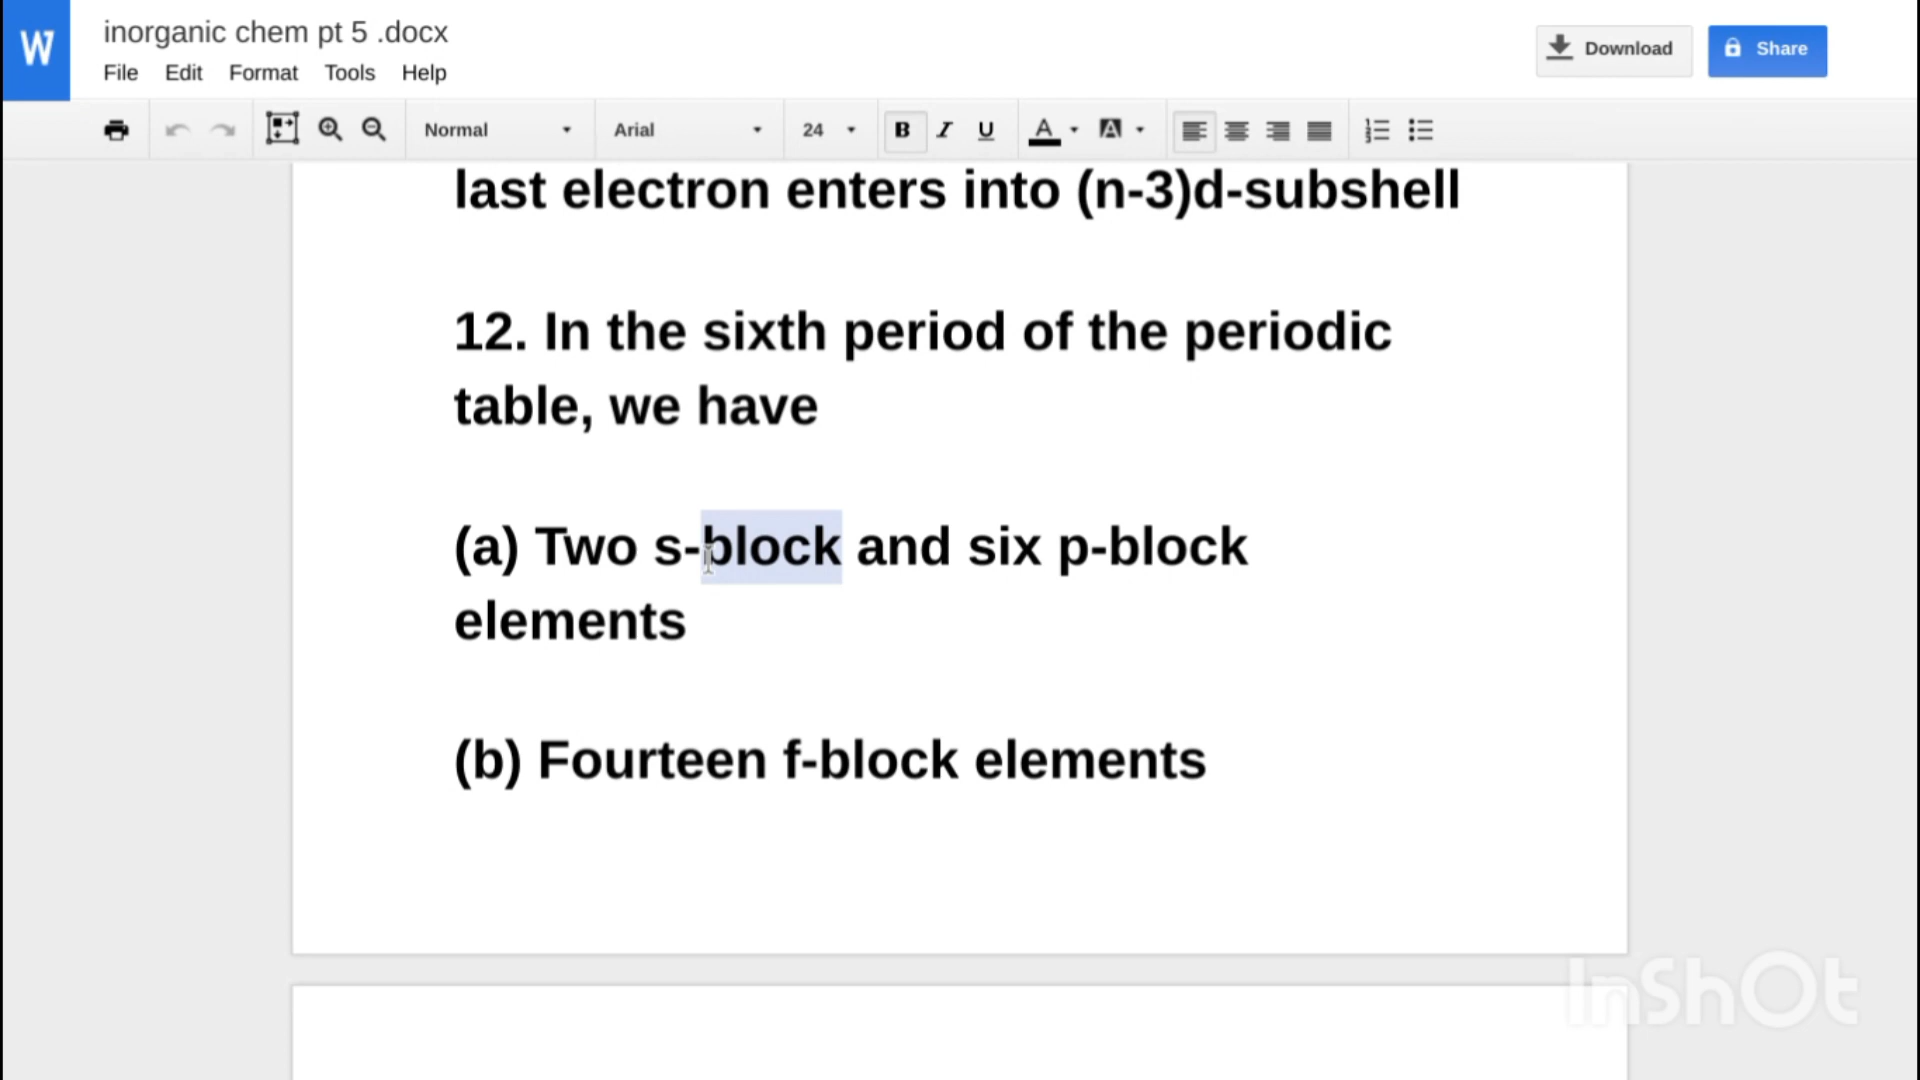 W
inorganic chem pt 5 .docx
Download
Share
File Edit Format Tools Help
Normal Arial 24 B I U A A
last electron enters into (n-3)d-subshell
12. In the sixth period of the periodic
table, we have
(a) Two s-block and six p-block
elements
(b) Fourteen f-block elements
InShOt